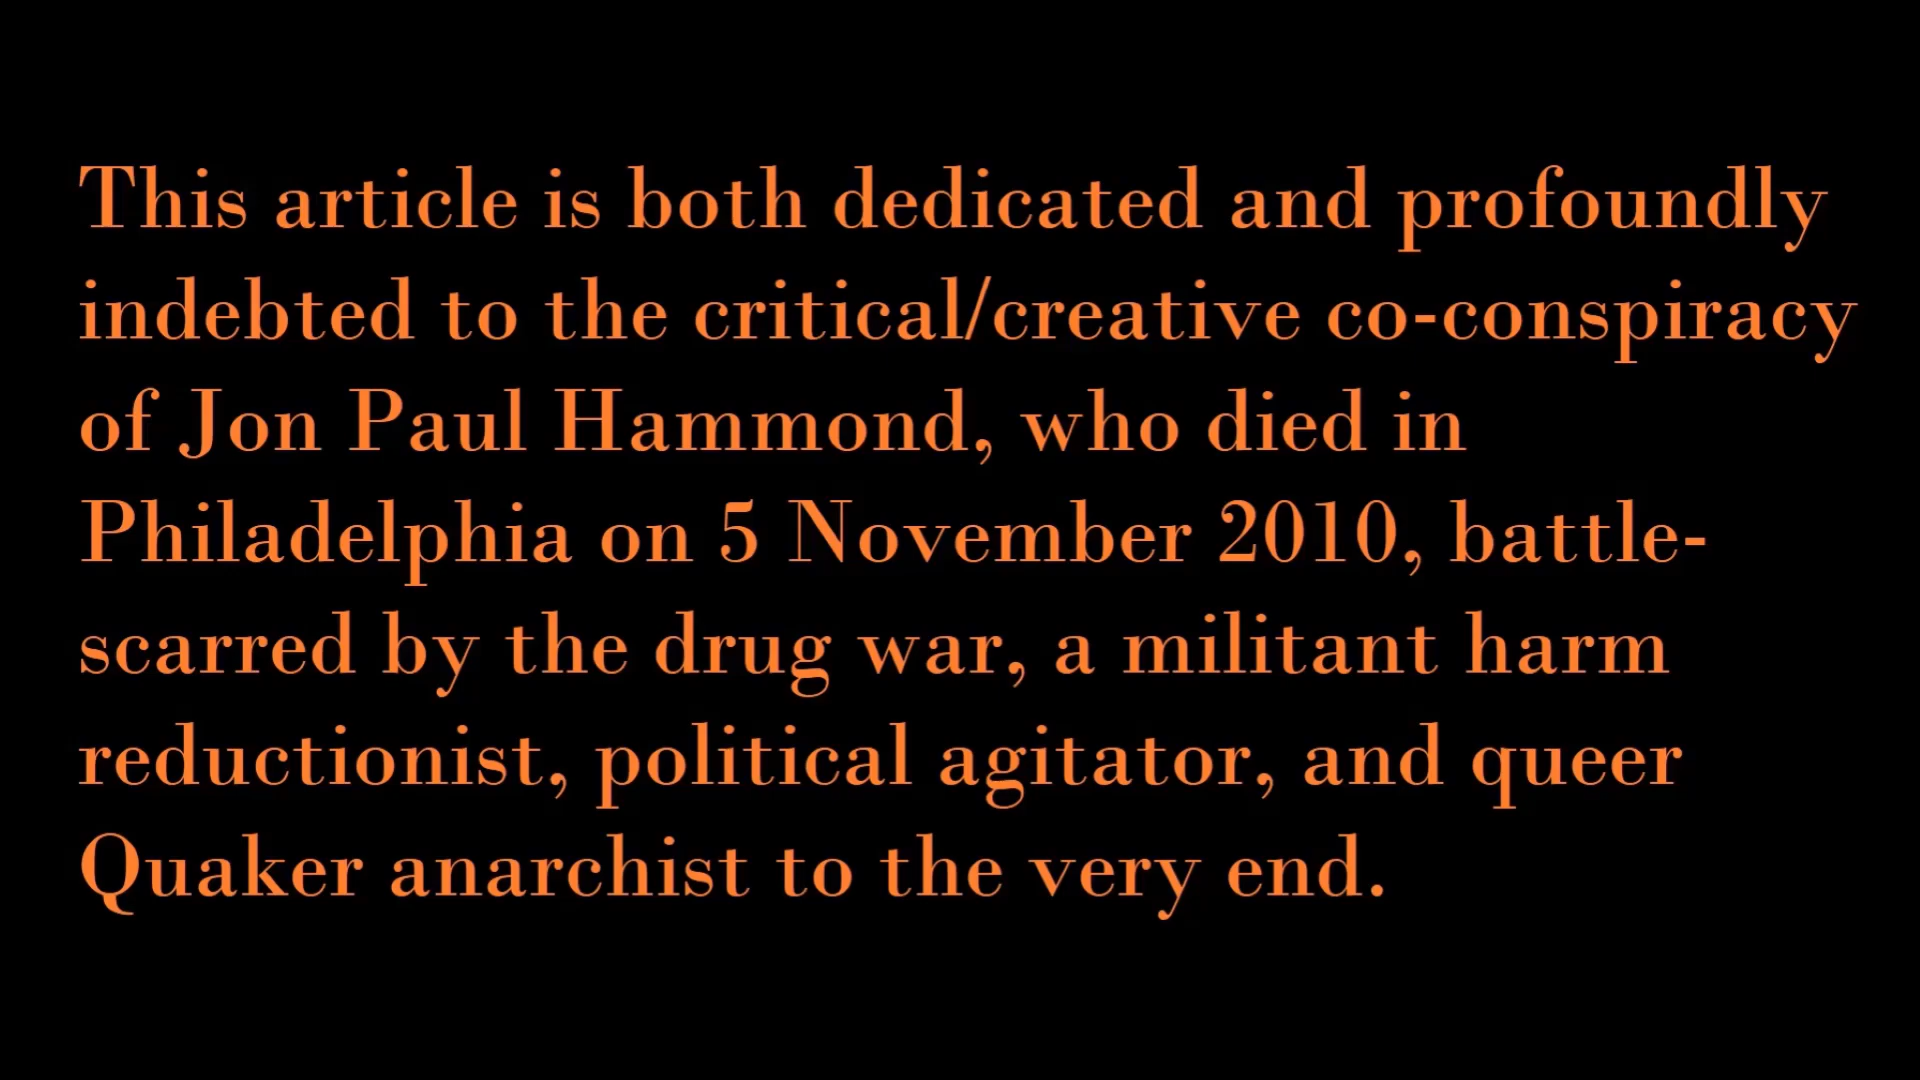 This article is both dedicated and profoundly
indebted to the critical/creative co-conspiracy
of Jon Paul Hammond, who died in
Philadelphia on 5 November 2010, battle-
scarred by the drug war, a militant harm
reductionist, political agitator, and queer
Quaker anarchist to the very end.